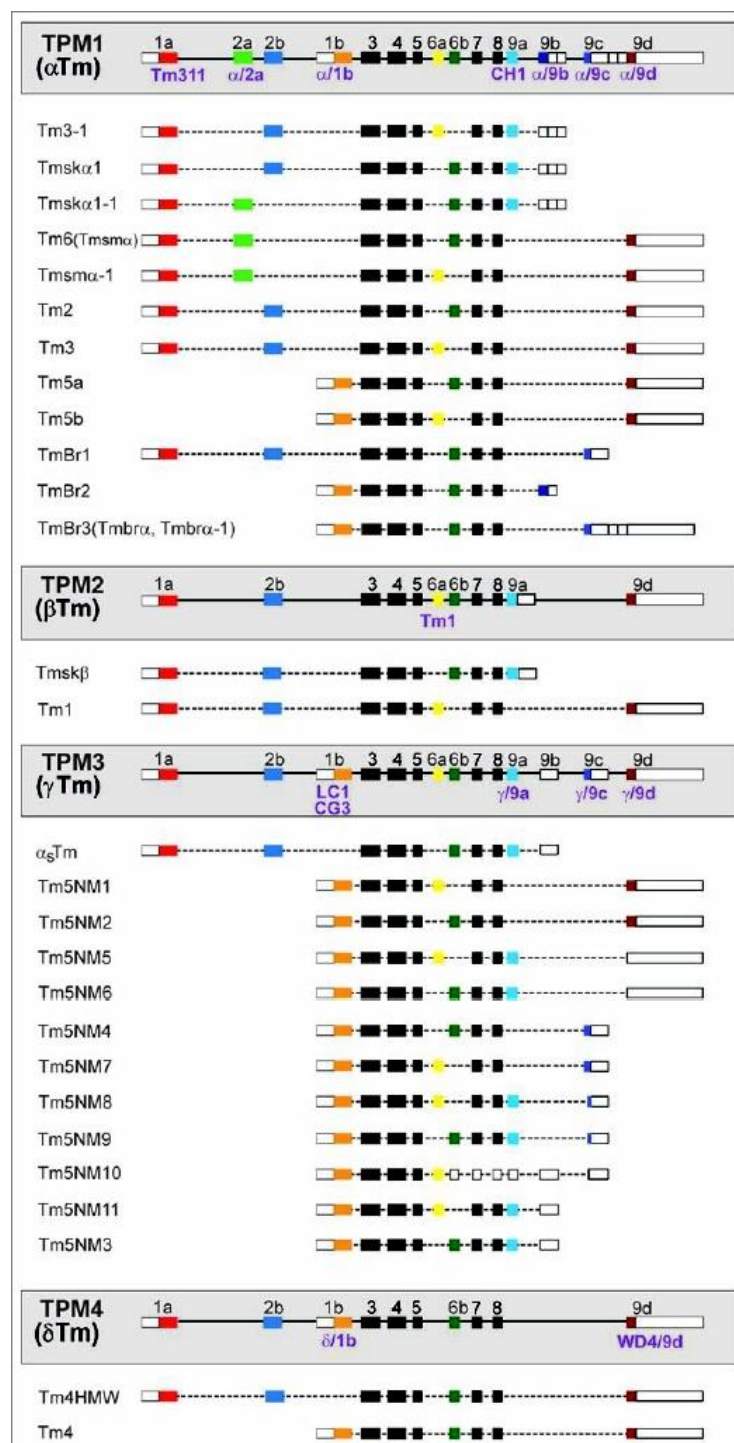 1a 2a 2b 1b 3 4 5 6a 6b 7 8 9a 9b 9c 9d
TPM1
(αTm)
Tm311 α/2a α/1b CH1 α/9b α/9c α/9d
Tm3-1
Tmskα1
Tmskα1-1
Tm6(Tmsmα)
Tmsmα-1
Tm2
Tm3
Tm5a
Tm5b
TmBr1
TmBr2
TmBr3(Tmbrα, Tmbrα-1)
TPM2 1a 2b 3 4 5 6a 6b 7 8 9a 9d
(βTm)
Tm1
Tmskβ
Tm1
TPM3 1a 2b 1b 3 4 5 6a 6b 7 8 9a 9b 9c 9d
(γTm)
LC1 γ/9a γ/9c γ/9d
CG3
αsTm
Tm5NM1
Tm5NM2
Tm5NM5
Tm5NM6
Tm5NM4
Tm5NM7
Tm5NM8
Tm5NM9
Tm5NM10
Tm5NM11
Tm5NM3
TPM4 1a 2b 1b 3 4 5 6b 7 8 9d
(δTm)
δ/1b WD4/9d
Tm4HMW
Tm4